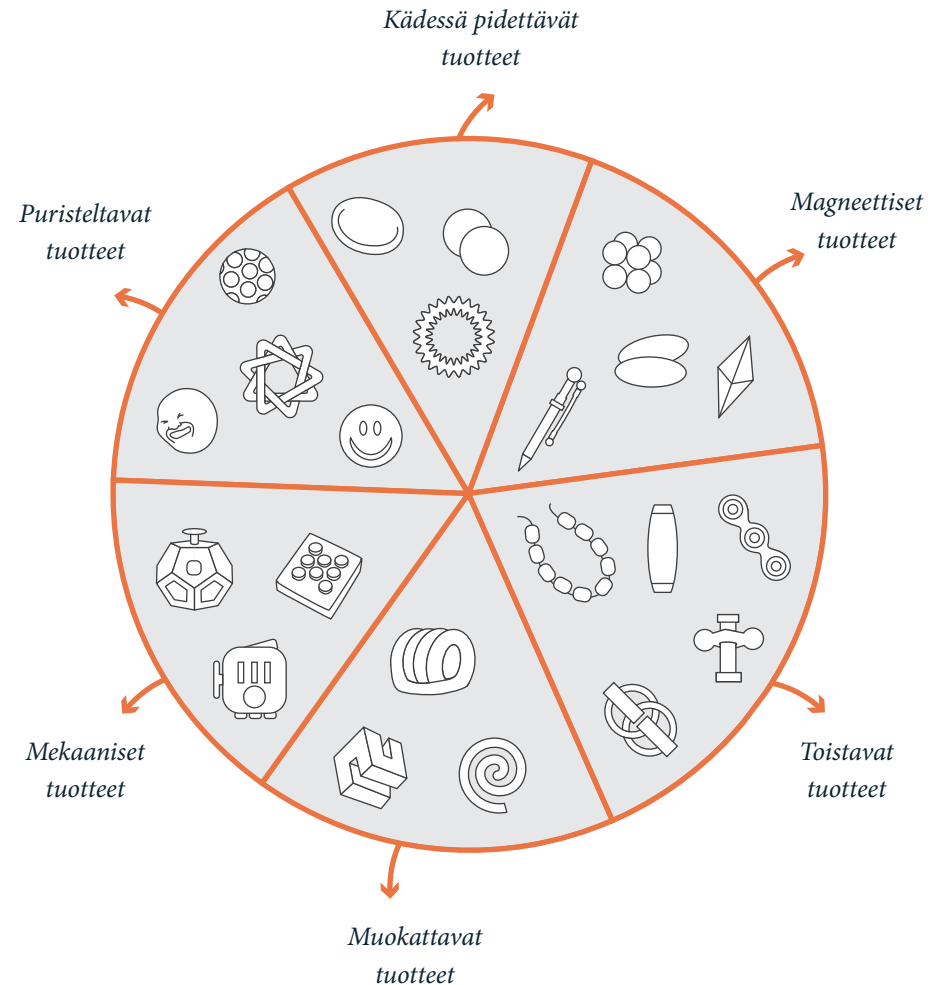 Kädessä pidettävät
tuotteet
Magneettiset
tuotteet
Puristeltavat
tuotteet
Mekaaniset
tuotteet
Toistavat
tuotteet
Muokattavat
tuotteet